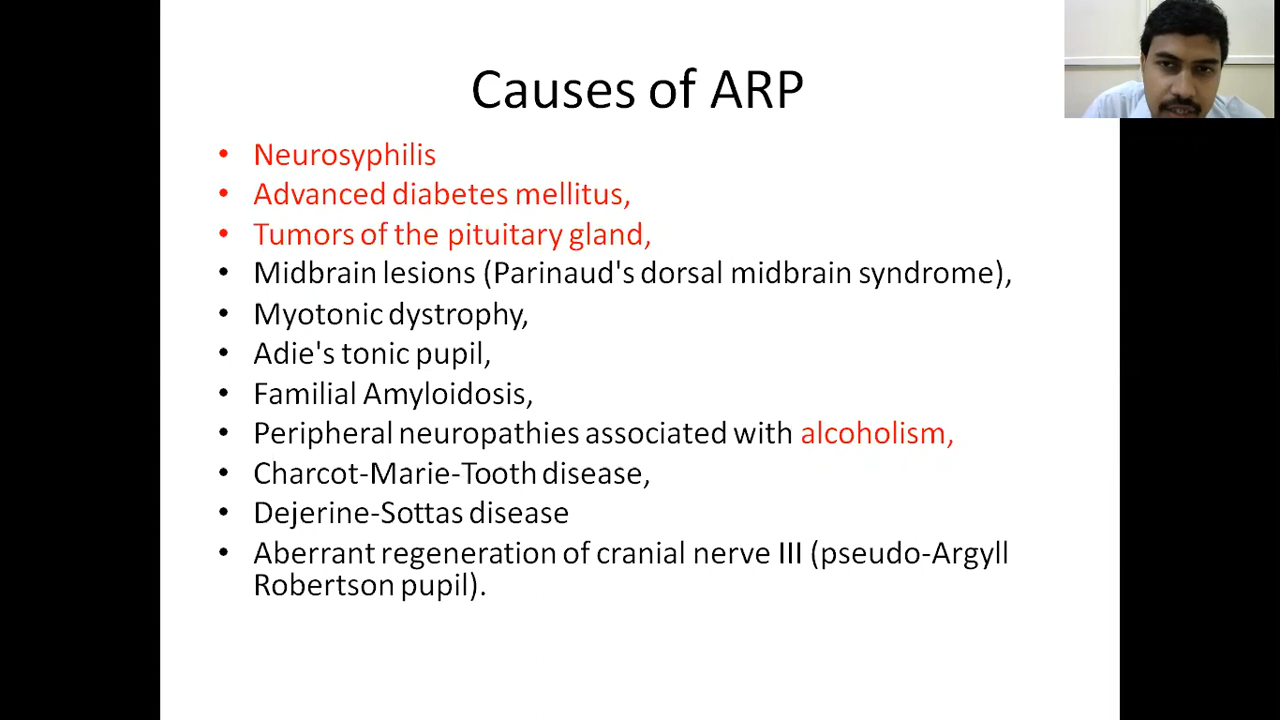 Causes of ARP
• Neurosyphilis
• Advanced diabetes mellitus,
• Tumors of the pituitary gland,
• Midbrain lesions (Parinaud's dorsal midbrain syndrome),
• Myotonic dystrophy,
• Adie's tonic pupil,
• Familial Amyloidosis,
• Peripheral neuropathies associated with alcoholism,
• Charcot-Marie-Tooth disease,
• Dejerine-Sottas disease
• Aberrant regeneration of cranial nerve III (pseudo-Argyll
Robertson pupil).